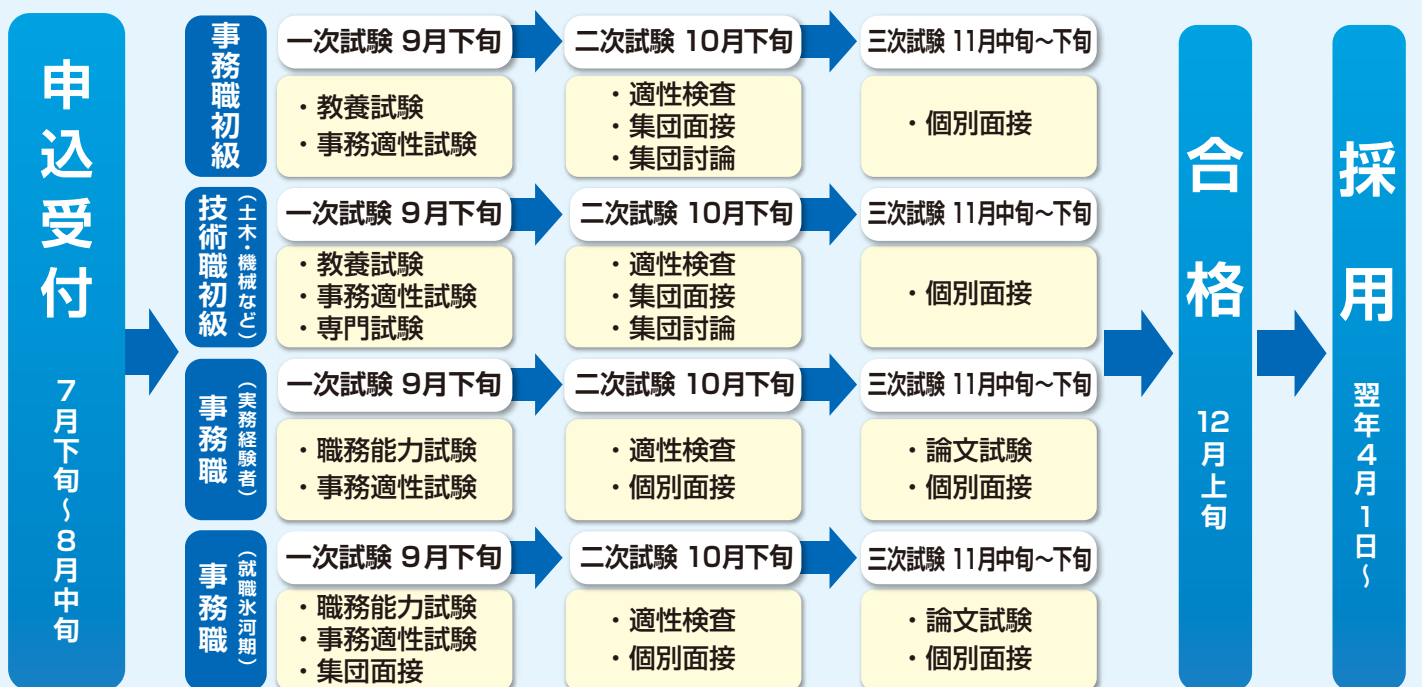 申込受付
7月下旬〜8月中旬
事務職初級
一次試験 9月下旬
・教養試験
・事務適性試験
二次試験 10月下旬
・適性検査
・集団面接
・集団討論
三次試験 11月中旬〜下旬
・個別面接
技術職初級
（土木・機械など）
一次試験 9月下旬
・教養試験
・事務適性試験
・専門試験
二次試験 10月下旬
・適性検査
・集団面接
・集団討論
三次試験 11月中旬〜下旬
・個別面接
事務職
（実務経験者）
一次試験 9月下旬
・職務能力試験
・事務適性試験
二次試験 10月下旬
・適性検査
・個別面接
三次試験 11月中旬〜下旬
・論文試験
・個別面接
事務職
（就職氷河期）
一次試験 9月下旬
・職務能力試験
・事務適性試験
・集団面接
二次試験 10月下旬
・適性検査
・個別面接
三次試験 11月中旬〜下旬
・論文試験
・個別面接
合格
12月上旬
採用
翌年4月1日〜